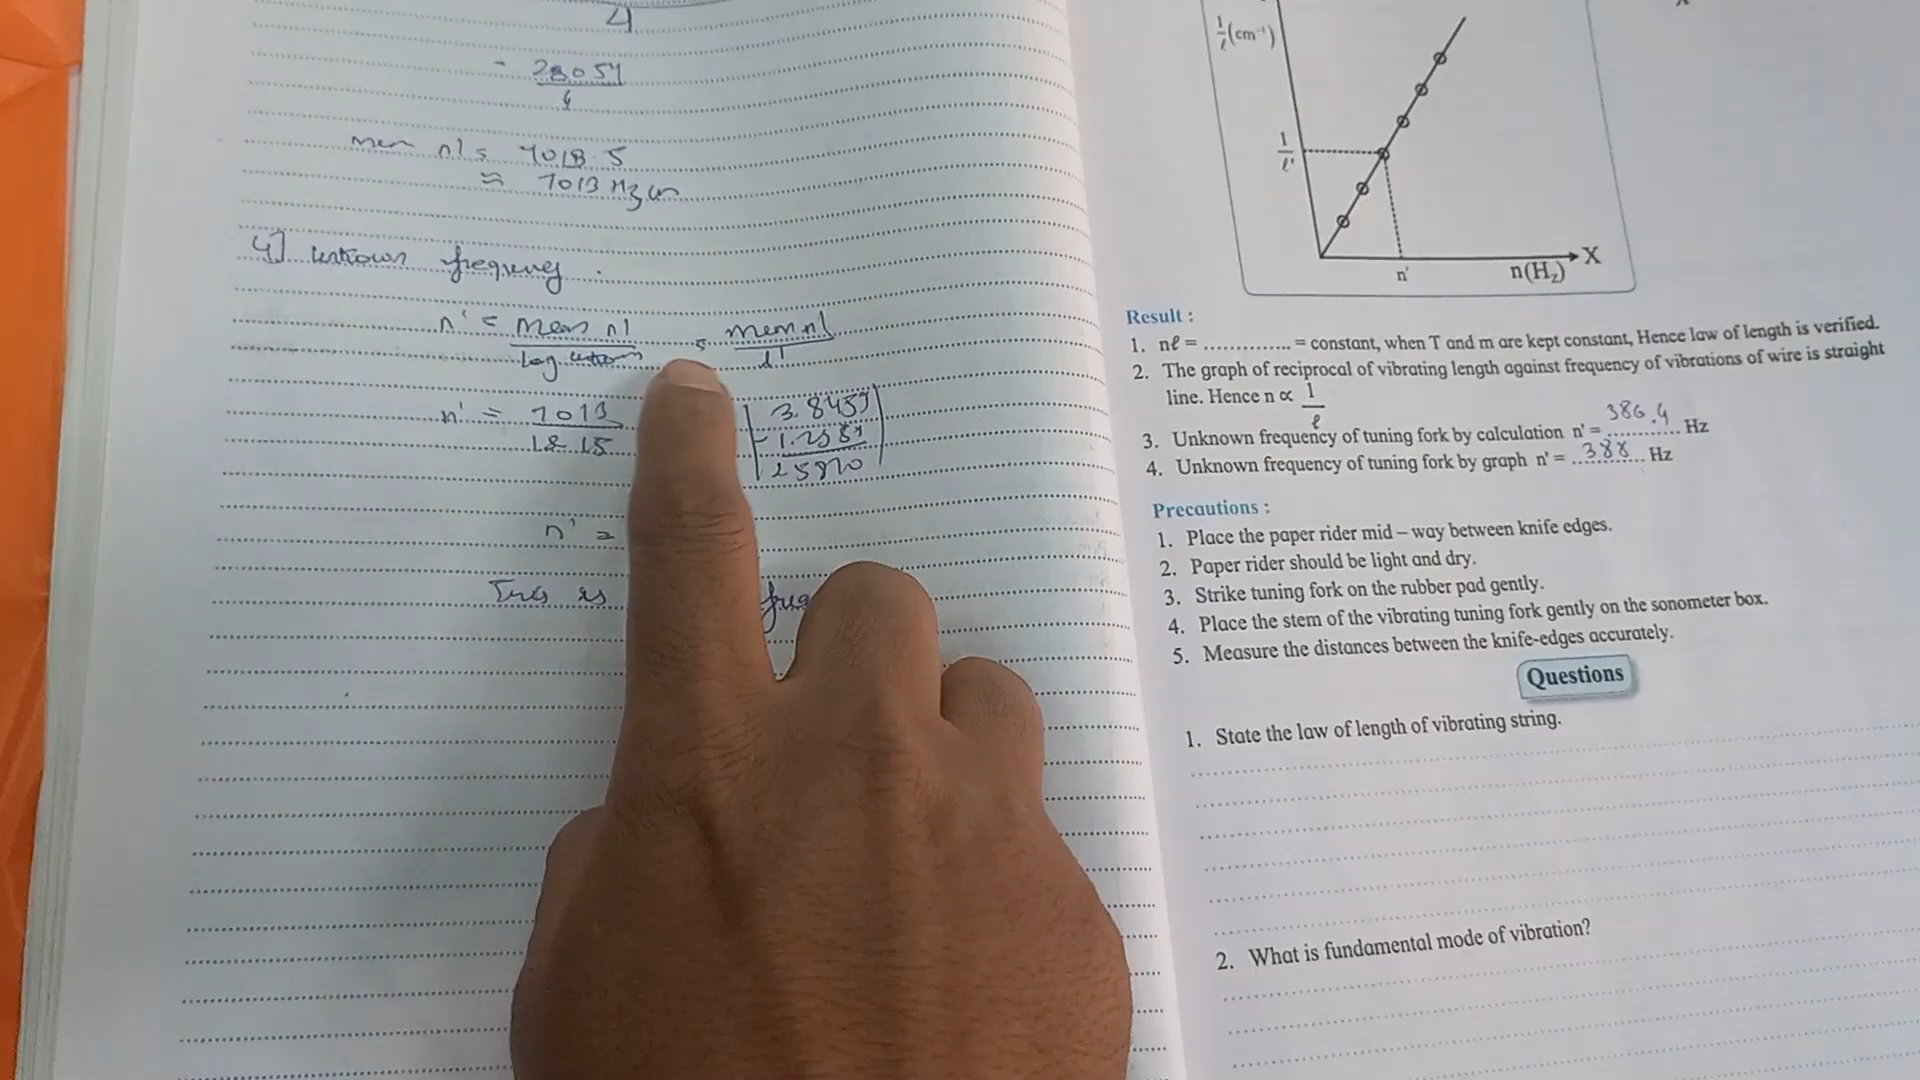 4
= 28054
4
Mean nl = 7013.5
≈ 7013 Hz cm
4] unknown frequency :
n' = Mean nl = mean nl
l'
n' = 7013
18.15
3.8459
- 1.2589
2.5870
n' =
This is
1/ℓ (cm⁻¹)
1/ℓ'
n'
n(Hz)
X
Result :
1. nℓ = ............. = constant, when T and m are kept constant, Hence law of length is verified.
2. The graph of reciprocal of vibrating length against frequency of vibrations of wire is straight
line. Hence n ∝ 1/ℓ
3. Unknown frequency of tuning fork by calculation n' = 386.4 Hz
4. Unknown frequency of tuning fork by graph n' = 388 Hz
Precautions :
1. Place the paper rider mid – way between knife edges.
2. Paper rider should be light and dry.
3. Strike tuning fork on the rubber pad gently.
4. Place the stem of the vibrating tuning fork gently on the sonometer box.
5. Measure the distances between the knife-edges accurately.
Questions
1. State the law of length of vibrating string.
2. What is fundamental mode of vibration?